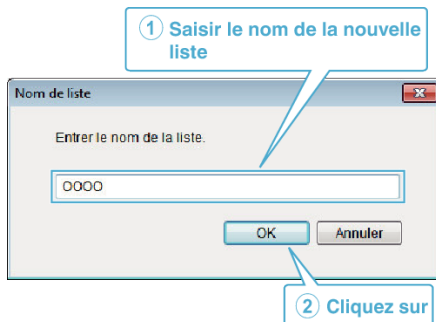 ① Saisir le nom de la nouvelle
liste
Nom de liste
Entrer le nom de la liste.
OOOO
OK Annuler
② Cliquez sur